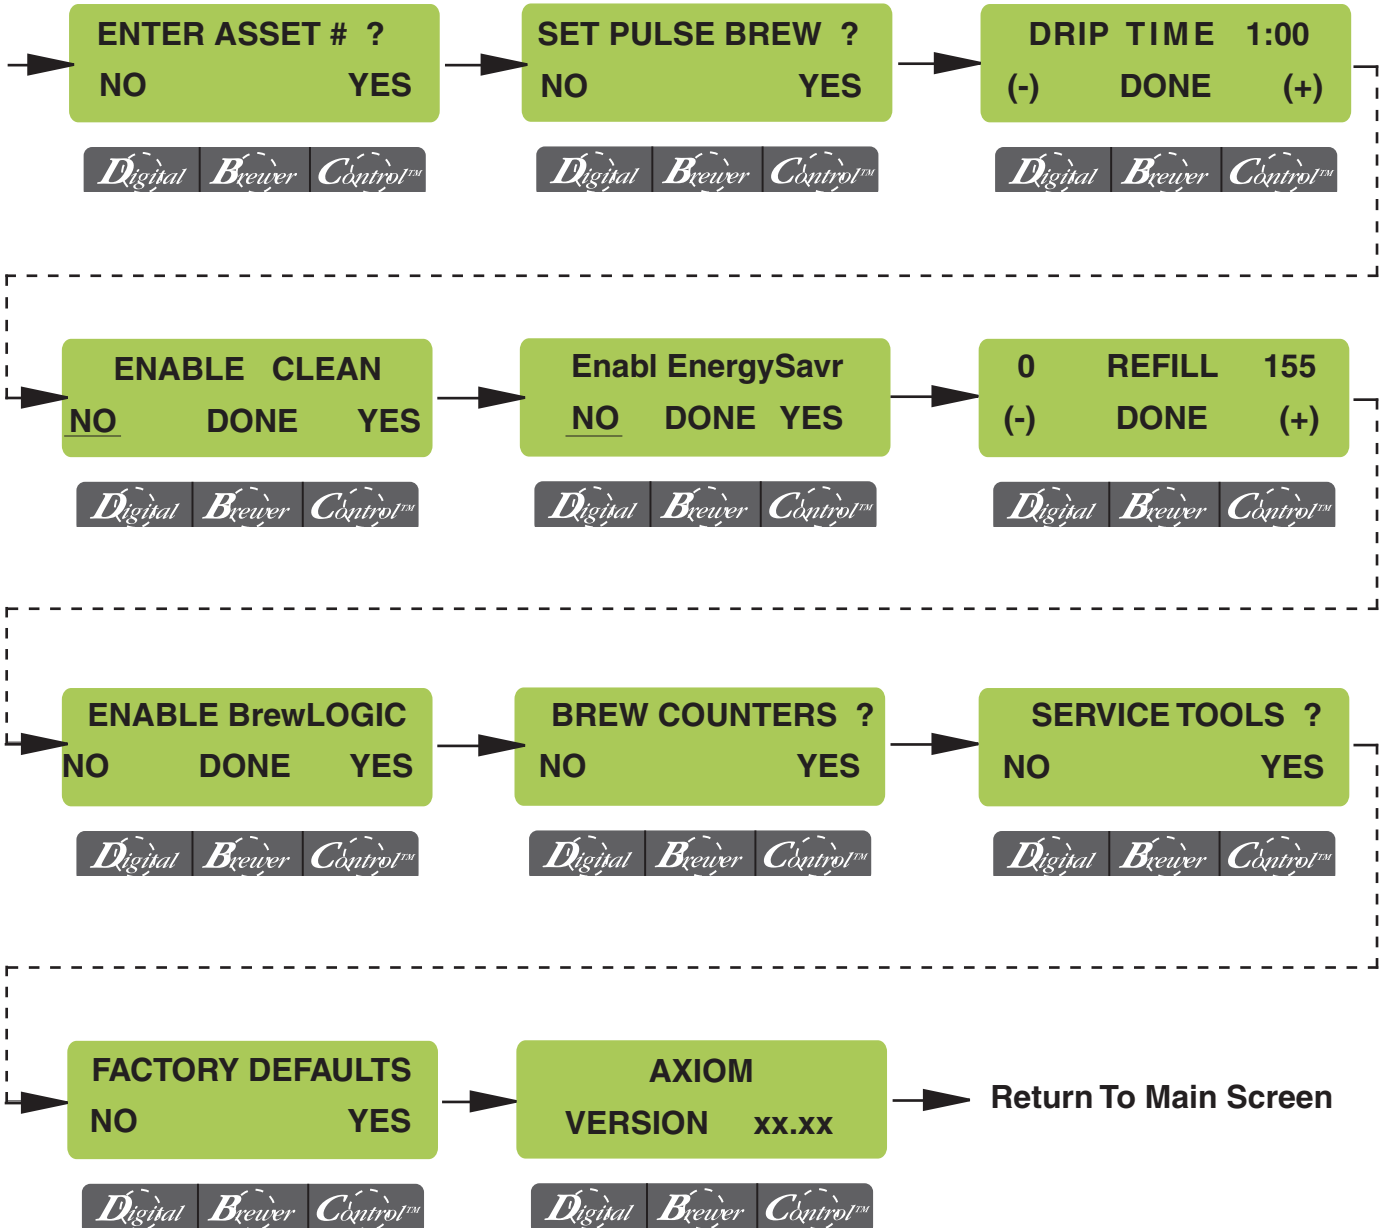 ENTER ASSET # ?
NO YES
Digital Brewer Control™
SET PULSE BREW ?
NO YES
Digital Brewer Control™
DRIP TIME 1:00
(-) DONE (+)
Digital Brewer Control™
ENABLE CLEAN
NO DONE YES
Digital Brewer Control™
Enabl EnergySavr
NO DONE YES
Digital Brewer Control™
0 REFILL 155
(-) DONE (+)
Digital Brewer Control™
ENABLE BrewLOGIC
NO DONE YES
Digital Brewer Control™
BREW COUNTERS ?
NO YES
Digital Brewer Control™
SERVICE TOOLS ?
NO YES
Digital Brewer Control™
FACTORY DEFAULTS
NO YES
Digital Brewer Control™
AXIOM
VERSION xx.xx
Digital Brewer Control™
Return To Main Screen